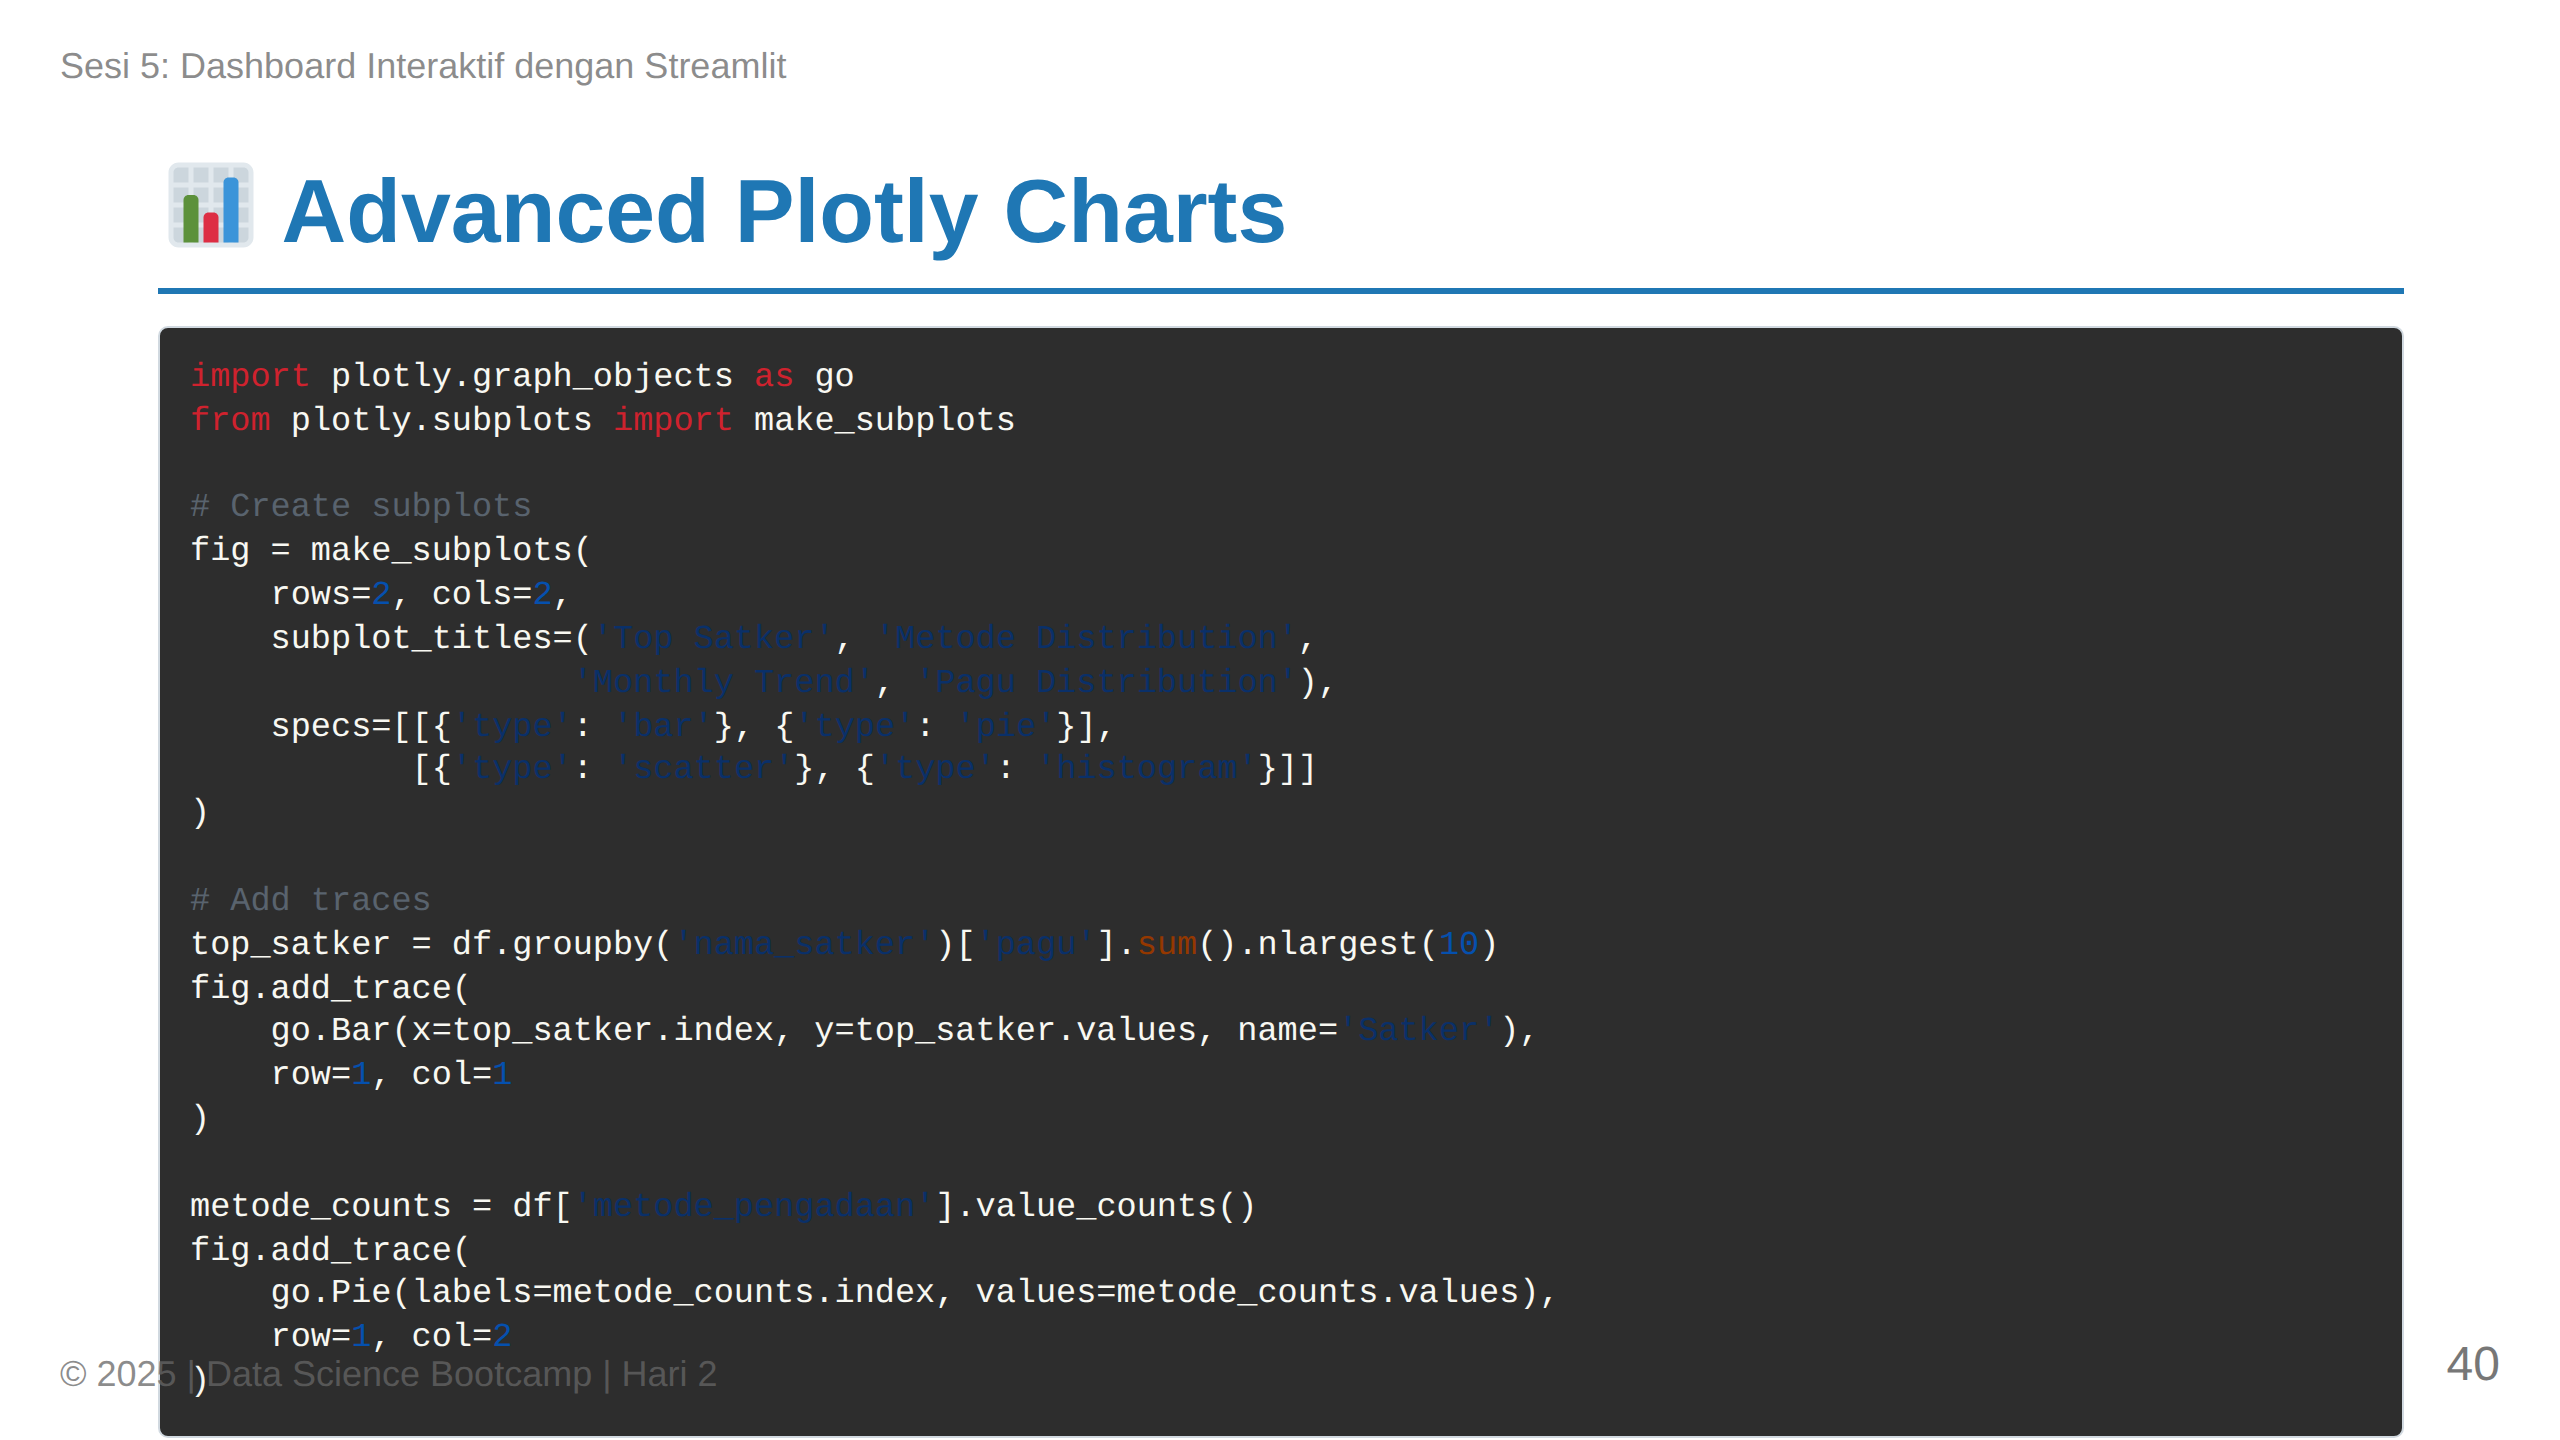 Sesi 5: Dashboard Interaktif dengan Streamlit
Advanced Plotly Charts
import plotly.graph_objects as go
from plotly.subplots import make_subplots
# Create subplots
fig = make_subplots(
    rows=2, cols=2,
    subplot_titles=('Top Satker', 'Metode Distribution',
                   'Monthly Trend', 'Pagu Distribution'),
    specs=[[{'type': 'bar'}, {'type': 'pie'}],
           [{'type': 'scatter'}, {'type': 'histogram'}]]
)
# Add traces
top_satker = df.groupby('nama_satker')['pagu'].sum().nlargest(10)
fig.add_trace(
    go.Bar(x=top_satker.index, y=top_satker.values, name='Satker'),
    row=1, col=1
)
metode_counts = df['metode_pengadaan'].value_counts()
fig.add_trace(
    go.Pie(labels=metode_counts.index, values=metode_counts.values),
    row=1, col=2
)
© 2025 | Data Science Bootcamp | Hari 2
40